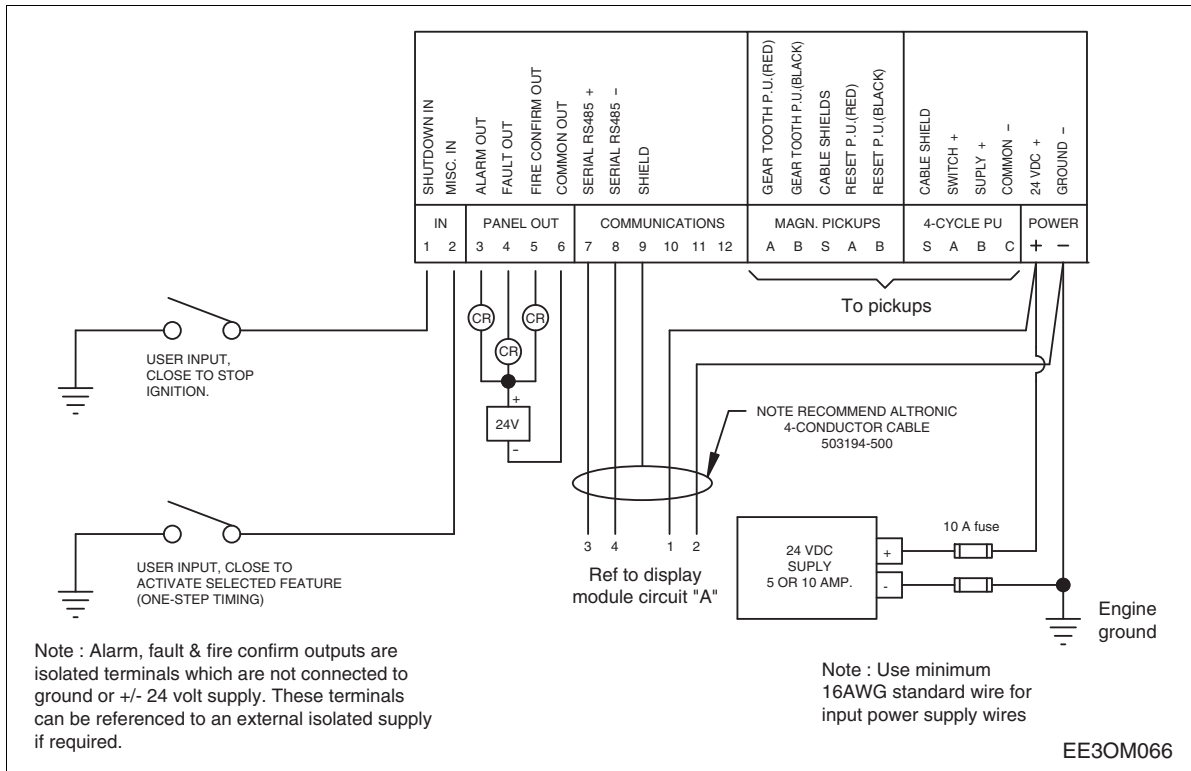 SHUTDOWN IN
MISC. IN
ALARM OUT
FAULT OUT
FIRE CONFIRM OUT
COMMON OUT
SERIAL RS485 +
SERIAL RS485 –
SHIELD
GEAR TOOTH P.U.(RED)
GEAR TOOTH P.U.(BLACK)
CABLE SHIELDS
RESET P.U.(RED)
RESET P.U.(BLACK)
CABLE SHIELD
SWITCH +
SUPLY +
COMMON –
24 VDC +
GROUND –
IN PANEL OUT COMMUNICATIONS MAGN. PICKUPS 4-CYCLE PU POWER
1 2 3 4 5 6 7 8 9 10 11 12 A B S A B S A B C + –
To pickups
CR CR
CR
USER INPUT,
CLOSE TO STOP
IGNITION.
+
24V
-
NOTE RECOMMEND ALTRONIC
4-CONDUCTOR CABLE
503194-500
3 4 1 2
Ref to display
module circuit "A"
USER INPUT, CLOSE TO
ACTIVATE SELECTED FEATURE
(ONE-STEP TIMING)
24 VDC
SUPLY
5 OR 10 AMP.
+
-
10 A fuse
Engine
ground
Note : Alarm, fault & fire confirm outputs are
isolated terminals which are not connected to
ground or +/- 24 volt supply. These terminals
can be referenced to an external isolated supply
if required.
Note : Use minimum
16AWG standard wire for
input power supply wires
EE3OM066